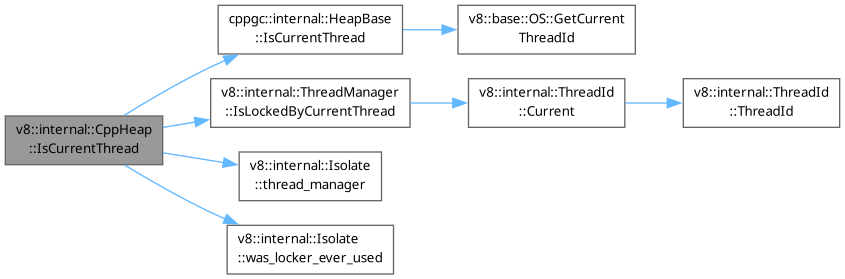 cppgc::internal::HeapBase
::IsCurrentThread
v8::base::OS::GetCurrent
ThreadId
v8::internal::ThreadManager
::IsLockedByCurrentThread
v8::internal::ThreadId
::Current
v8::internal::ThreadId
::ThreadId
v8::internal::CppHeap
::IsCurrentThread
v8::internal::Isolate
::thread_manager
v8::internal::Isolate
::was_locker_ever_used